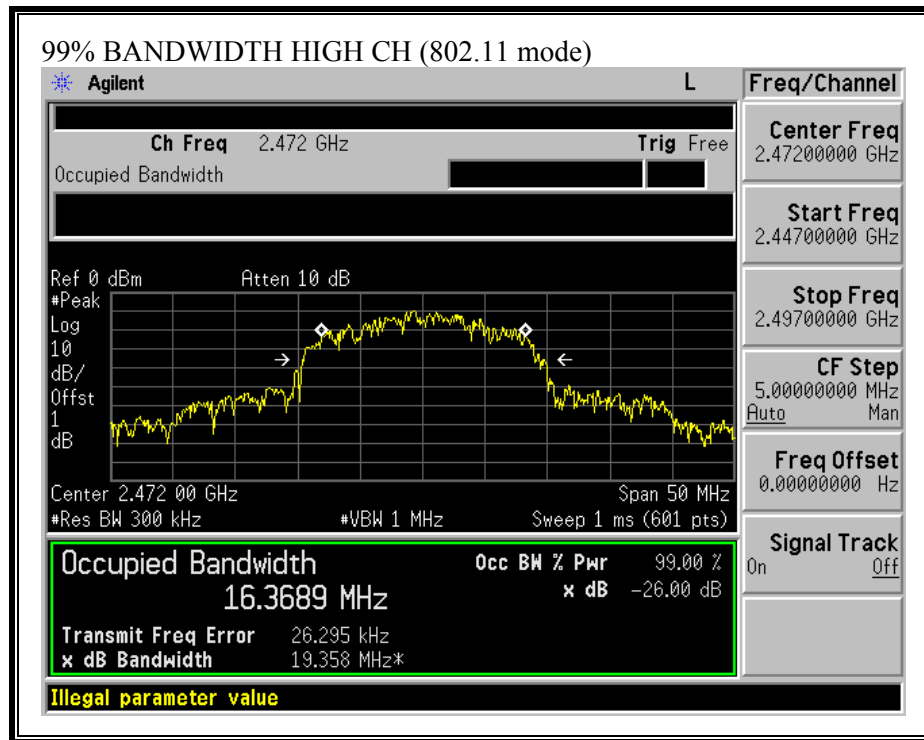 99% BANDWIDTH HIGH CH (802.11 mode)
Agilent L Freq/Channel
Ch Freq 2.472 GHz Trig Free
Occupied Bandwidth
Center Freq
2.47200000 GHz
Start Freq
2.44700000 GHz
Stop Freq
2.49700000 GHz
CF Step
5.00000000 MHz
Auto Man
Freq Offset
0.00000000 Hz
Signal Track
On Off
Ref 0 dBm Atten 10 dB
#Peak
Log
10
dB/
Offst
1
dB
Center 2.472 00 GHz Span 50 MHz
#Res BW 300 kHz #VBW 1 MHz Sweep 1 ms (601 pts)
Occupied Bandwidth Occ BW % Pwr 99.00 %
16.3689 MHz x dB -26.00 dB
Transmit Freq Error 26.295 kHz
x dB Bandwidth 19.358 MHz*
Illegal parameter value